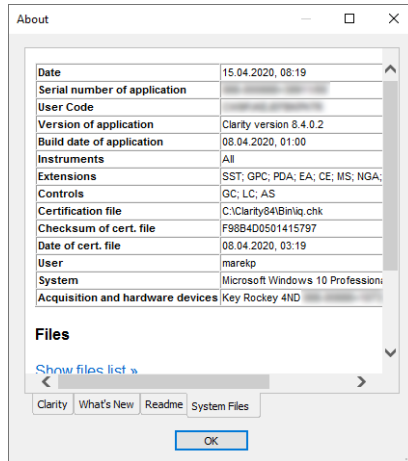 About
Date 15.04.2020, 08:19
Serial number of application
User Code
Version of application Clarity version 8.4.0.2
Build date of application 08.04.2020, 01:00
Instruments All
Extensions SST; GPC; PDA; EA; CE; MS; NGA;
Controls GC; LC; AS
Certification file C:\Clarity84\Bin\iq.chk
Checksum of cert. file F98B4D0501415797
Date of cert. file 08.04.2020, 03:19
User marekp
System Microsoft Windows 10 Professiona
Acquisition and hardware devices Key Rockey 4ND
Files
Show files list »
Clarity What's New Readme System Files
OK